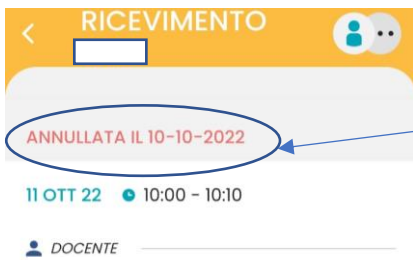 RICEVIMENTO
ANNULLATA IL 10-10-2022
11 OTT 22 10:00 - 10:10
DOCENTE